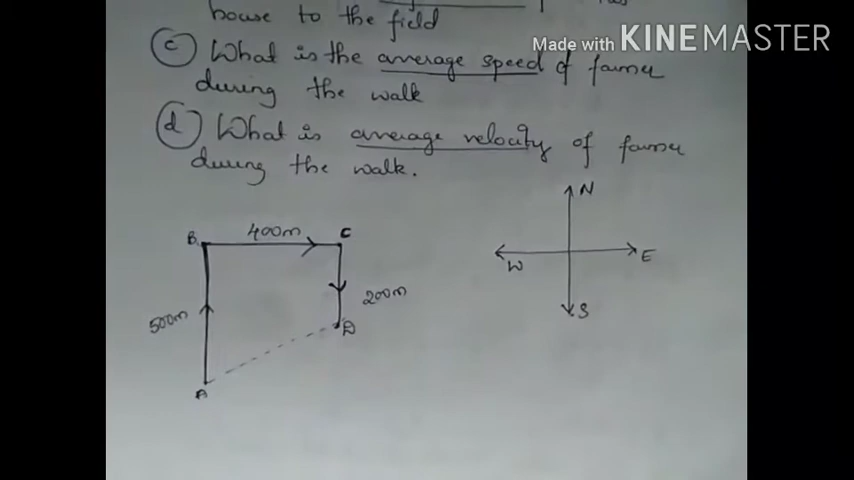 house to the field
Made with KINEMASTER
(c) What is the average speed of farmer
during the walk
(d) What is average velocity of farmer
during the walk.
N
W
E
S
B
400m
C
500m
200m
D
A